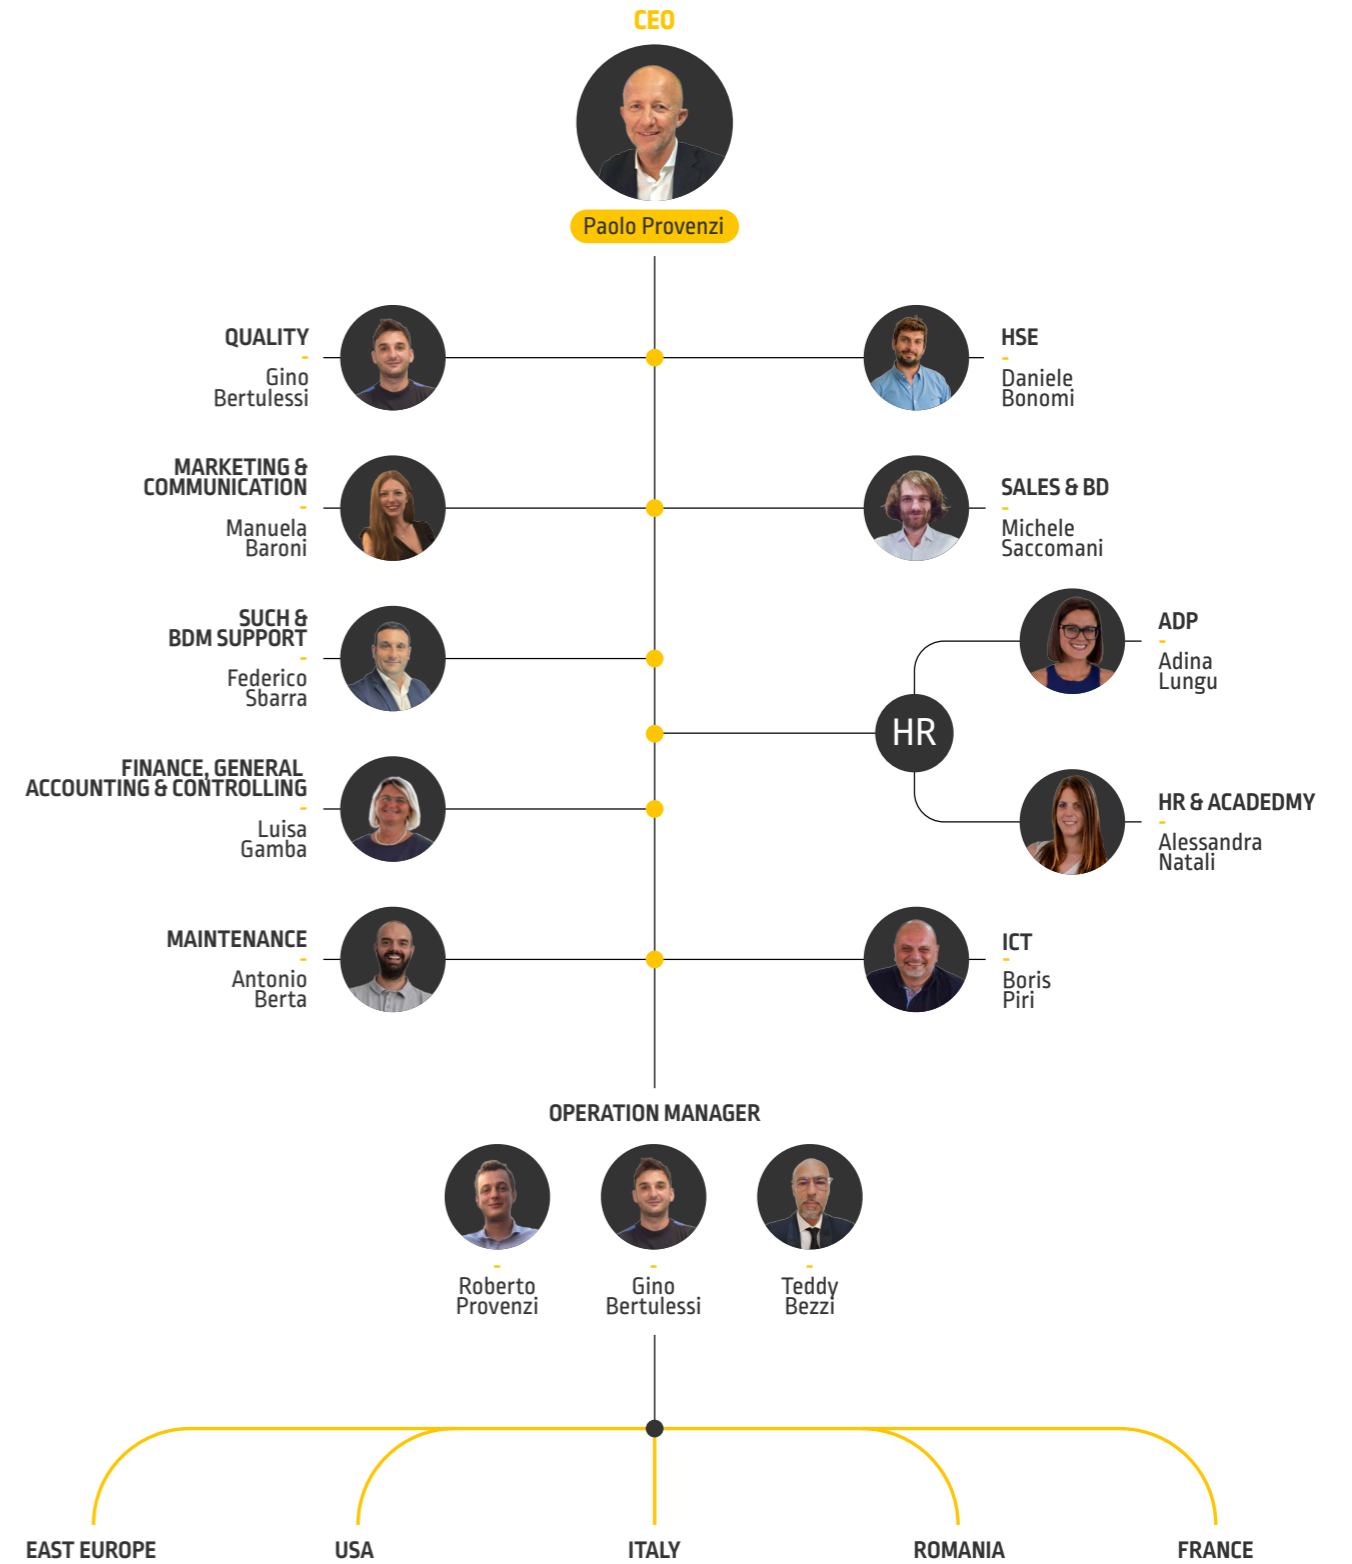 CEO
Paolo Provenzi
QUALITY
-
Gino
Bertulessi
HSE
-
Daniele
Bonomi
MARKETING &
COMMUNICATION
-
Manuela
Baroni
SALES & BD
-
Michele
Saccomani
SUCH &
BDM SUPPORT
-
Federico
Sbarra
ADP
-
Adina
Lungu
HR
FINANCE, GENERAL
ACCOUNTING & CONTROLLING
-
Luisa
Gamba
HR & ACADEDMY
-
Alessandra
Natali
MAINTENANCE
-
Antonio
Berta
ICT
-
Boris
Piri
OPERATION MANAGER
-
Roberto
Provenzi
-
Gino
Bertulessi
-
Teddy
Bezzi
EAST EUROPE
USA
ITALY
ROMANIA
FRANCE